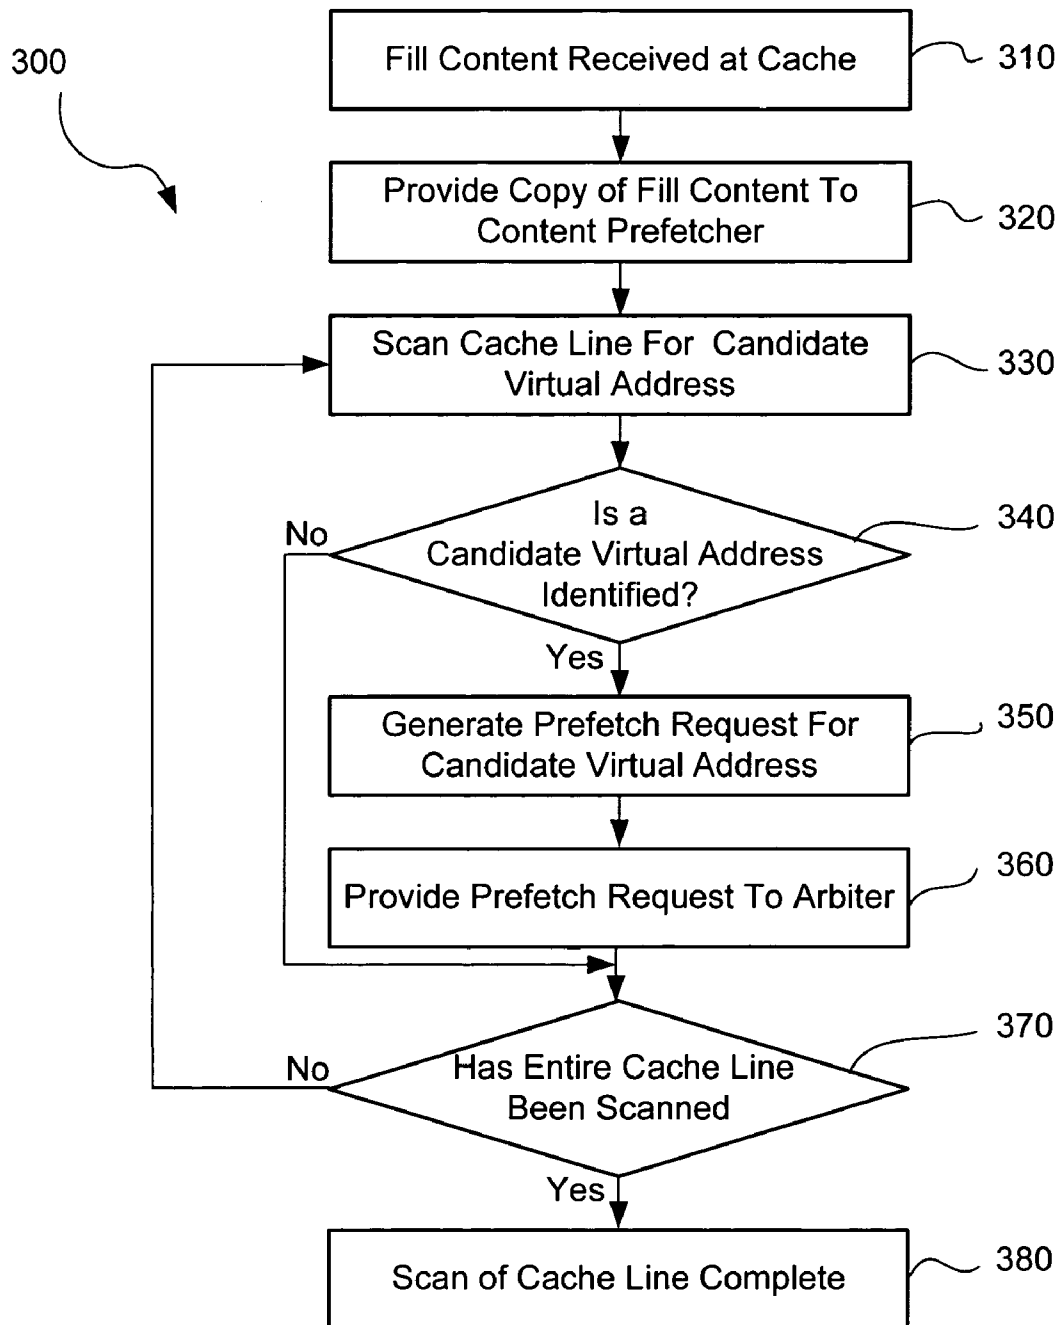 300
Fill Content Received at Cache
310
Provide Copy of Fill Content To
Content Prefetcher
320
Scan Cache Line For Candidate
Virtual Address
330
Is a
Candidate Virtual Address
Identified?
340
No
Yes
Generate Prefetch Request For
Candidate Virtual Address
350
Provide Prefetch Request To Arbiter
360
Has Entire Cache Line
Been Scanned
370
No
Yes
Scan of Cache Line Complete
380